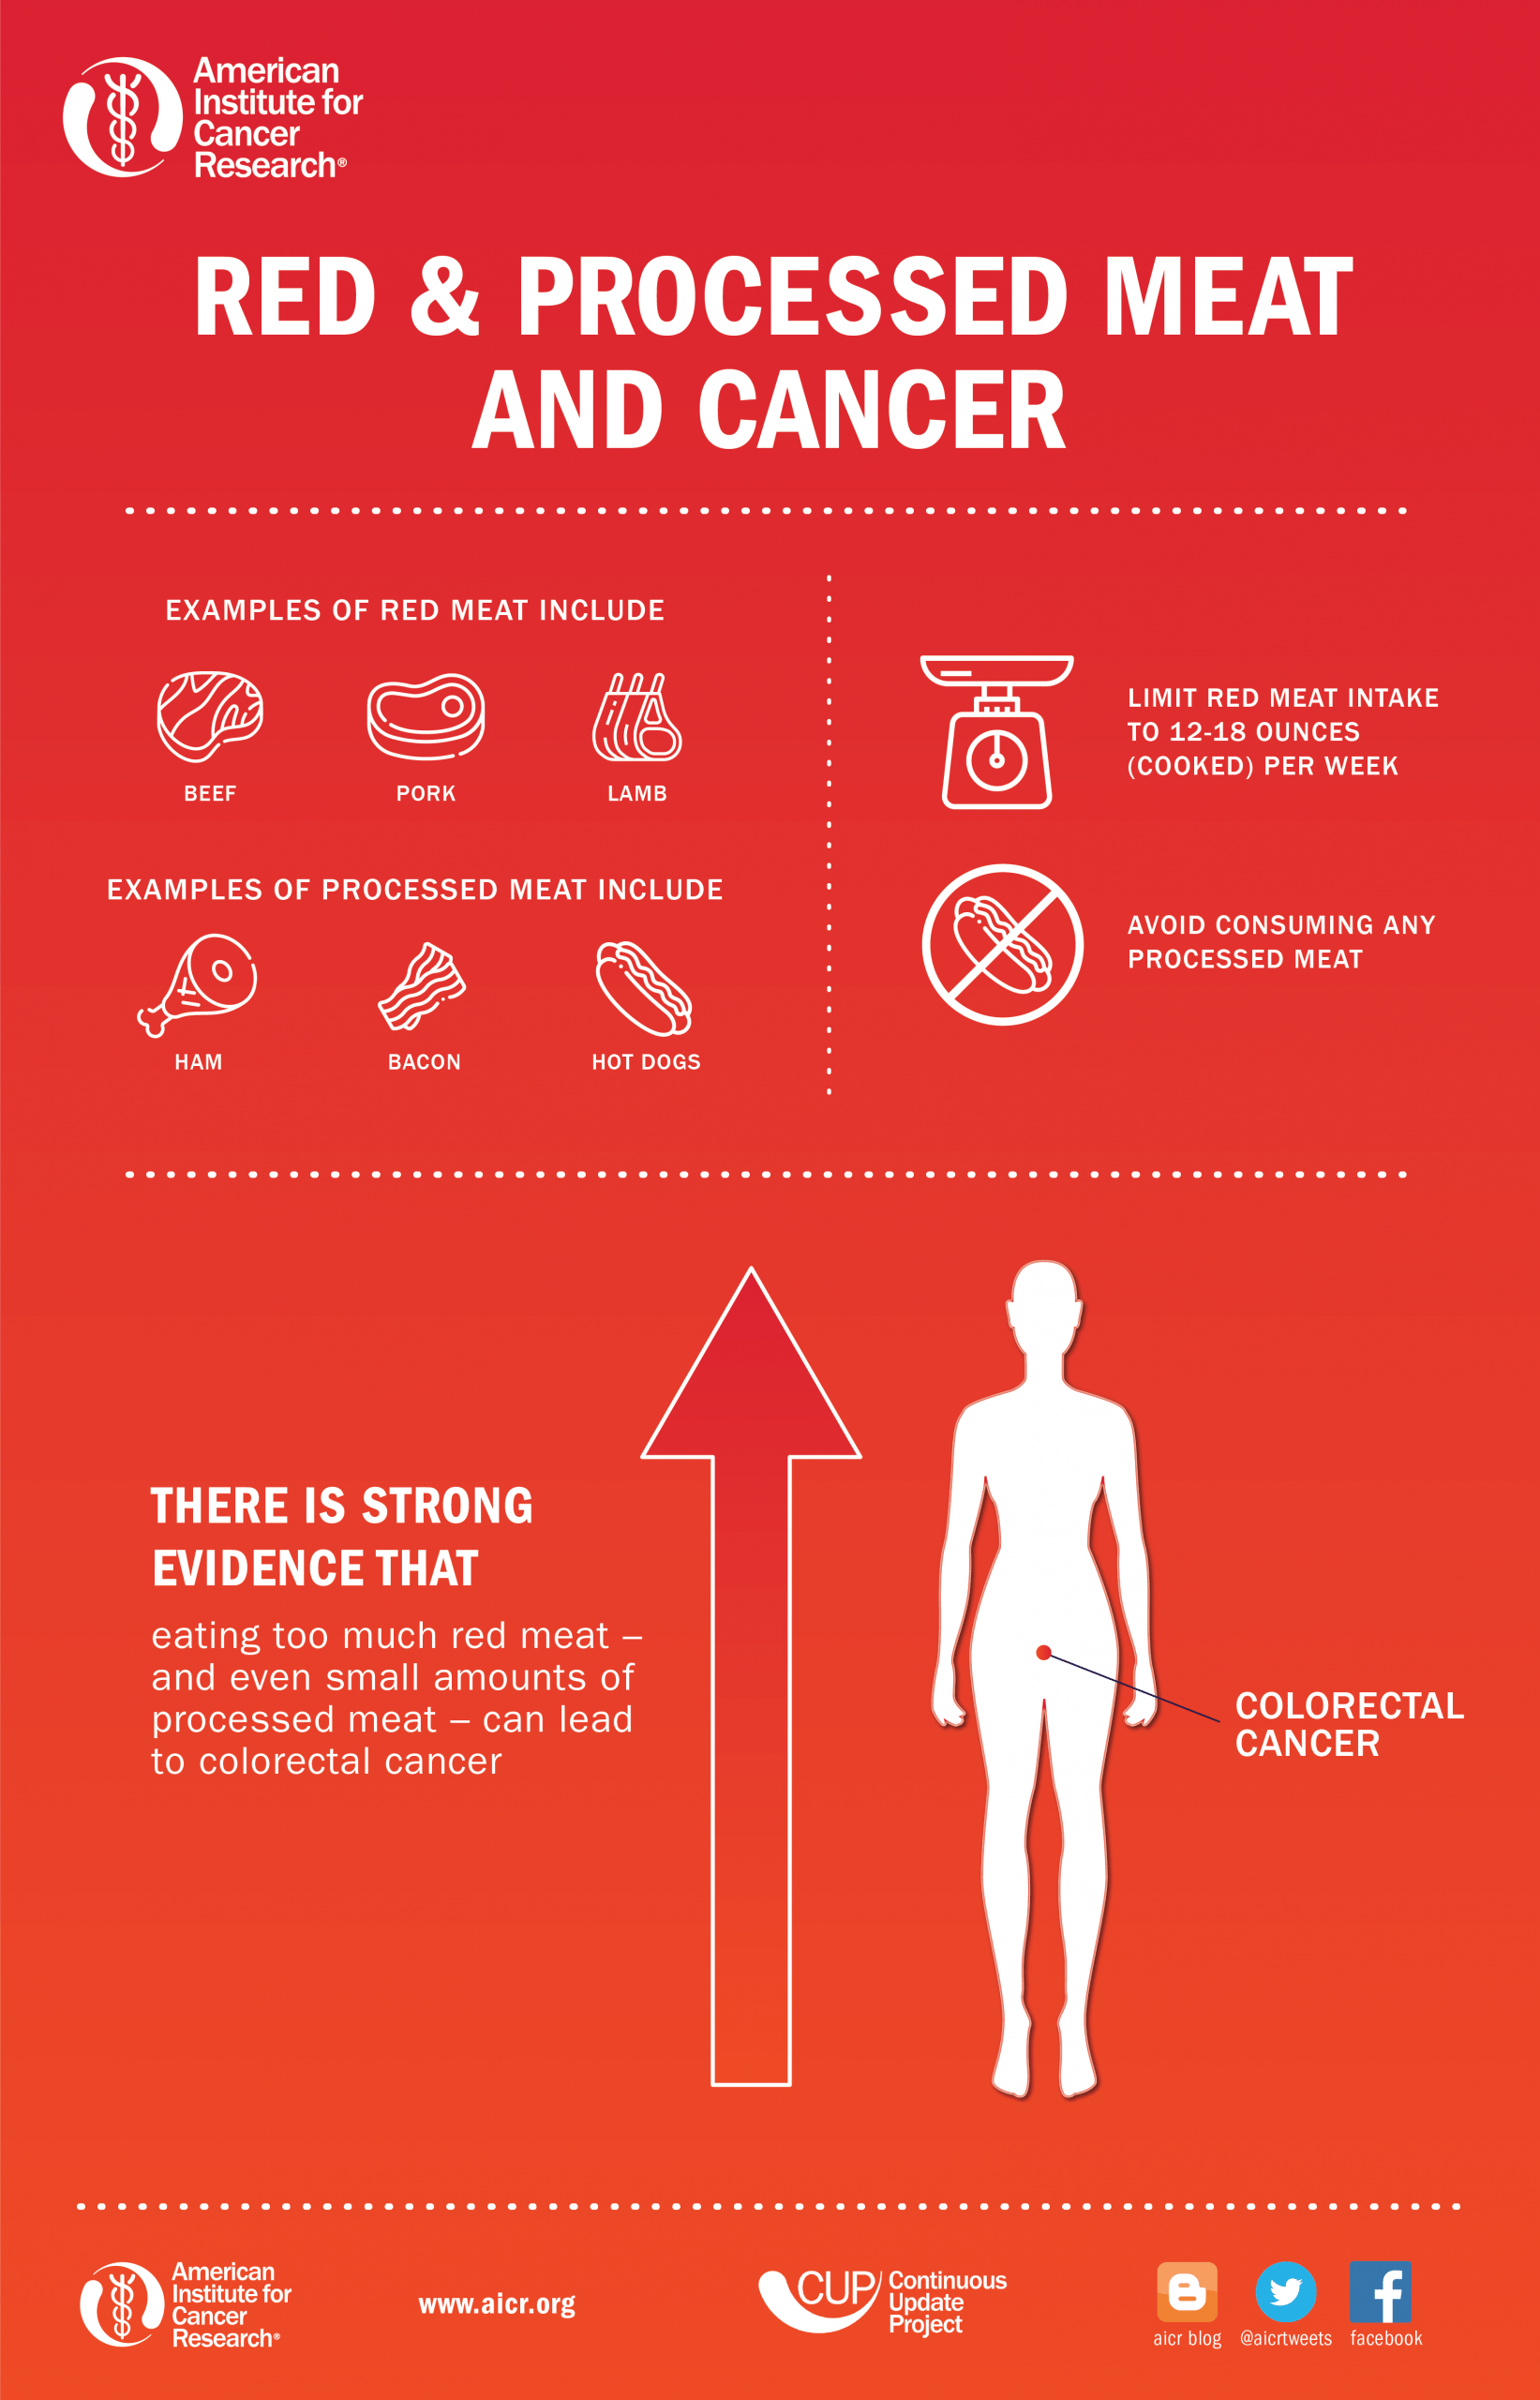 American
Institute for
Cancer
Research®
RED & PROCESSED MEAT
AND CANCER
EXAMPLES OF RED MEAT INCLUDE
BEEF
PORK
LAMB
EXAMPLES OF PROCESSED MEAT INCLUDE
HAM
BACON
HOT DOGS
LIMIT RED MEAT INTAKE
TO 12-18 OUNCES
(COOKED) PER WEEK
AVOID CONSUMING ANY
PROCESSED MEAT
THERE IS STRONG
EVIDENCE THAT
eating too much red meat –
and even small amounts of
processed meat – can lead
to colorectal cancer
COLORECTAL
CANCER
American
Institute for
Cancer
Research®
www.aicr.org
CUP
Continuous
Update
Project
aicr blog
@aicrtweets
facebook